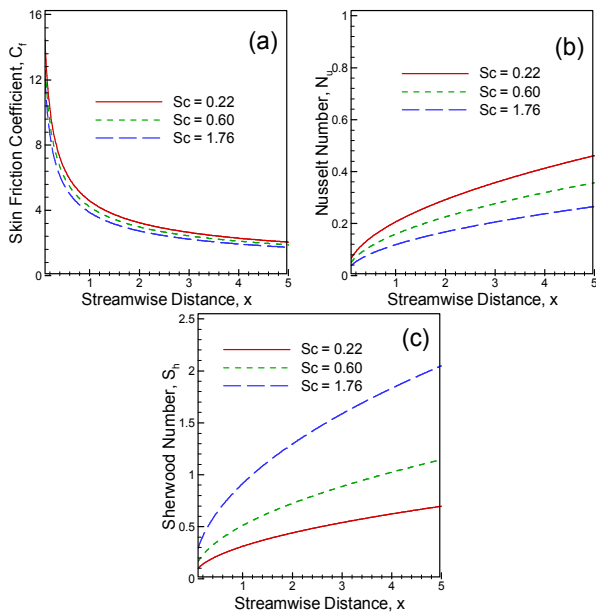 (a)
Skin Friction Coefficient, Cf
16
12
8
4
0
Sc = 0.22
Sc = 0.60
Sc = 1.76
1 2 3 4 5
Streamwise Distance, x
(b)
Nusselt Number, Nu
1
0.8
0.6
0.4
0.2
0
Sc = 0.22
Sc = 0.60
Sc = 1.76
1 2 3 4 5
Streamwise Distance, x
(c)
Sherwood Number, Sh
2.5
2
1.5
1
0.5
0
Sc = 0.22
Sc = 0.60
Sc = 1.76
1 2 3 4 5
Streamwise Distance, x